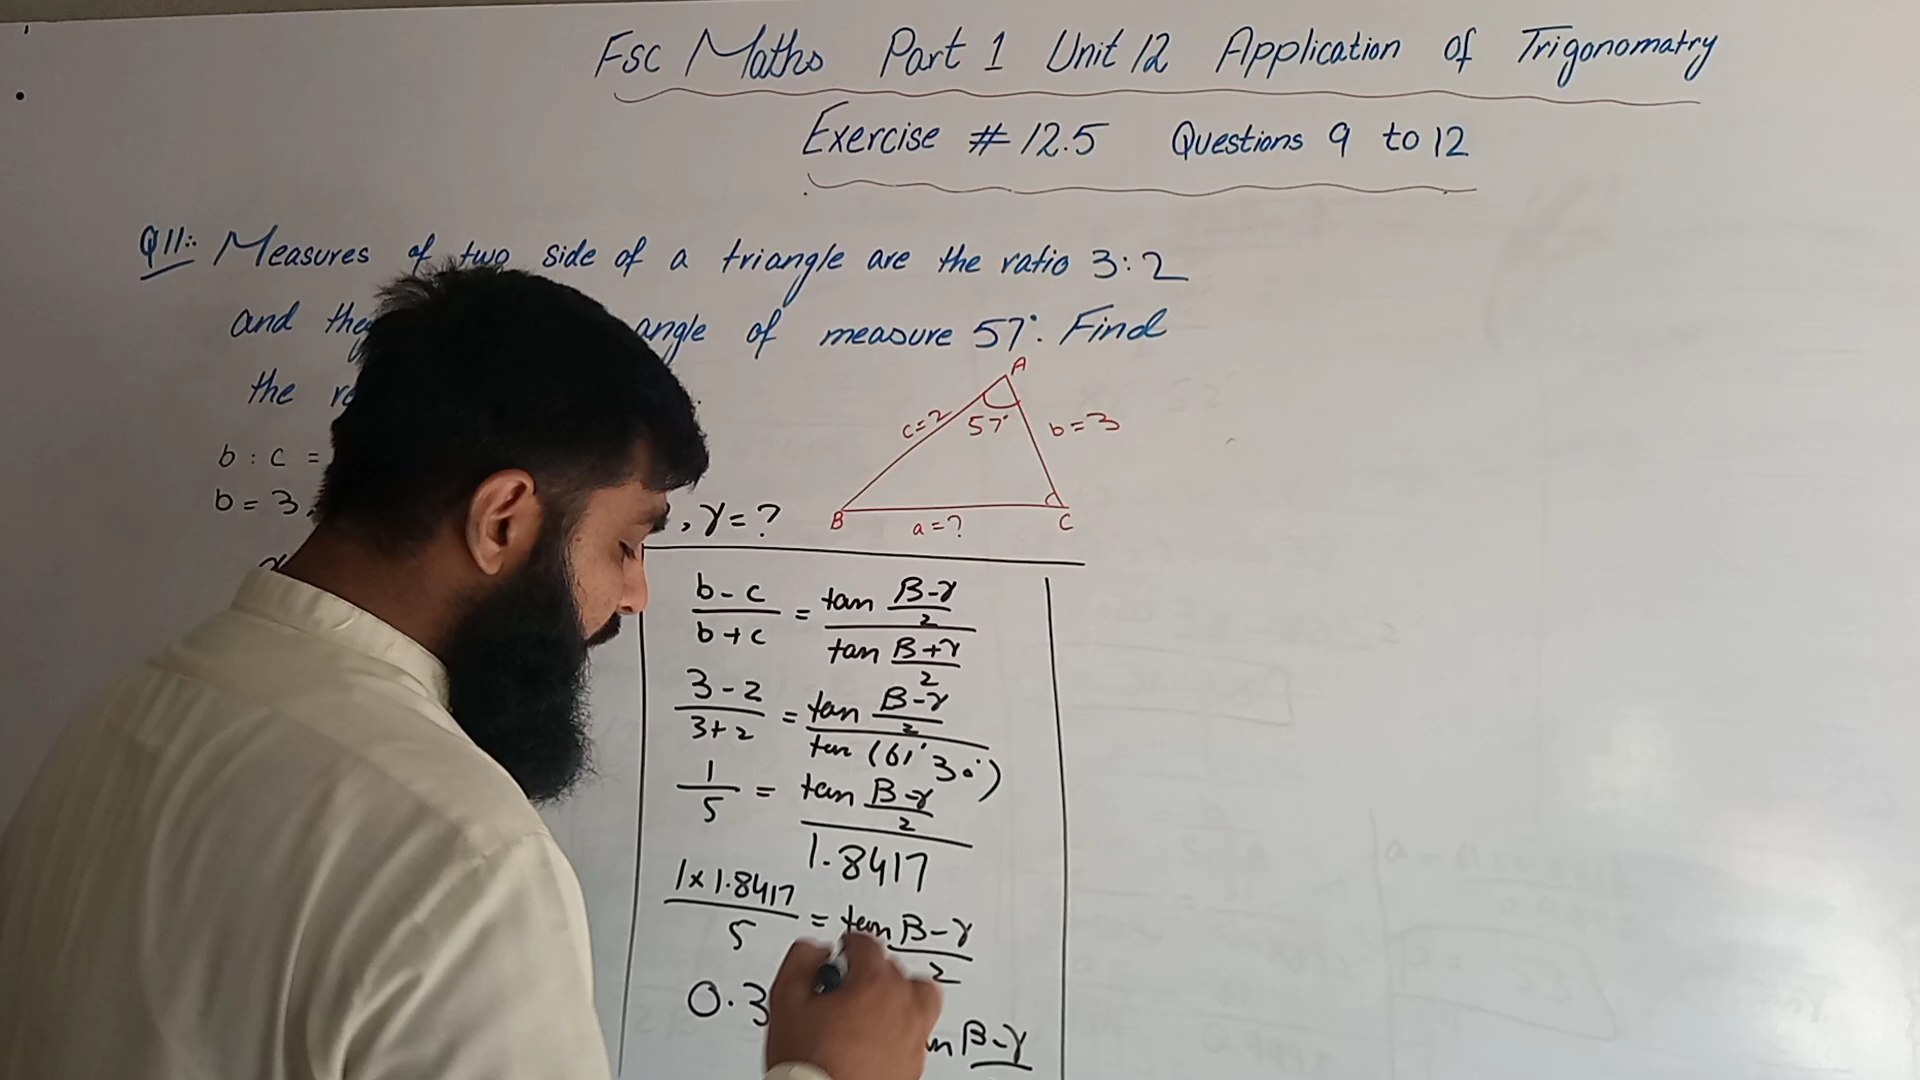 Fsc Maths Part 1 Unit 12 Application of Trigonomatry
Exercise # 12.5 Questions 9 to 12
Q11:- Measures of two side of a triangle are the ratio 3:2
and they angle of measure 57°. Find
the
A
c=2 57° b=3
B a=? C
b : c =
b = 3,
, γ = ?
b - c / b + c = tan β-γ/2 / tan β+γ/2
3 - 2 / 3 + 2 = tan β-γ/2 / tan (61° 30')
1 / 5 = tan β-γ/2 / 1.8417
1 x 1.8417 / 5 = tan β-γ/2
0.3 β-γ